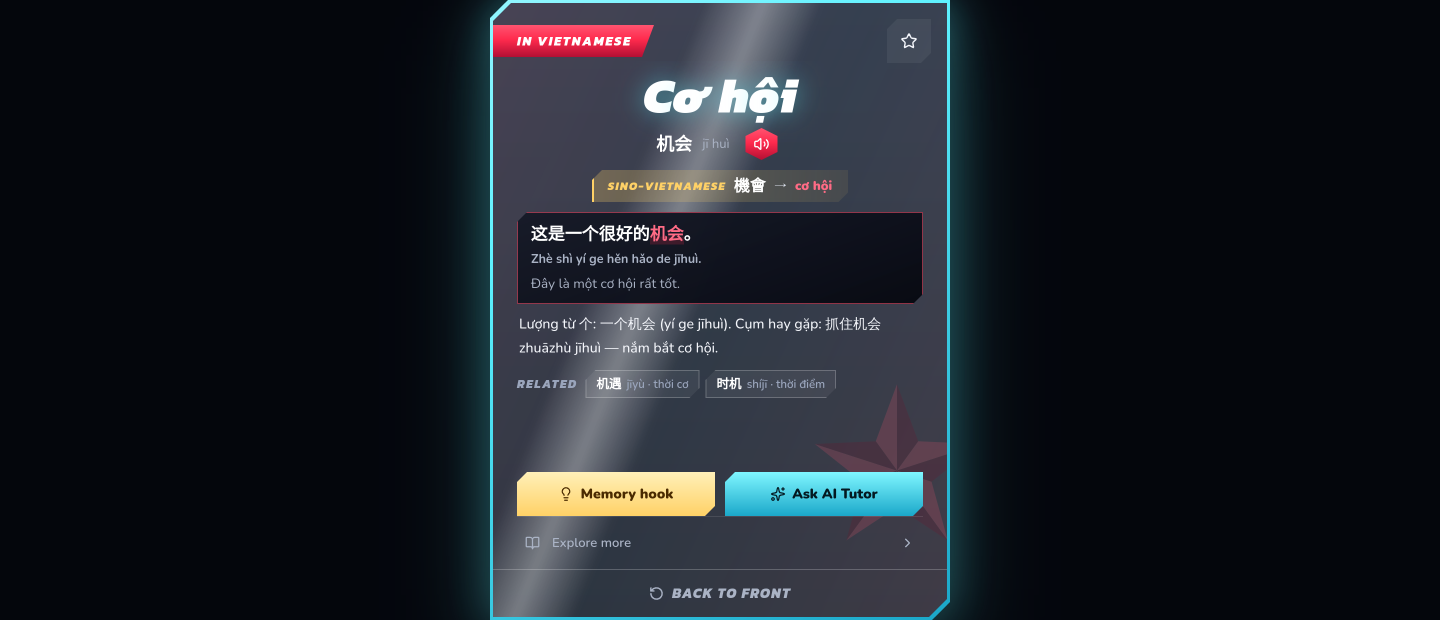 IN VIETNAMESE
Cơ hội
机会 jī huì
SINO-VIETNAMESE 機會 → cơ hội
这是一个很好的机会。
Zhè shì yí ge hěn hǎo de jīhuì.
Đây là một cơ hội rất tốt.
Lượng từ 个: 一个机会 (yí ge jīhuì). Cụm hay gặp: 抓住机会
zhuāzhù jīhuì — nắm bắt cơ hội.
RELATED 机遇 jīyù · thời cơ 时机 shíjī · thời điểm
Memory hook Ask AI Tutor
Explore more
BACK TO FRONT